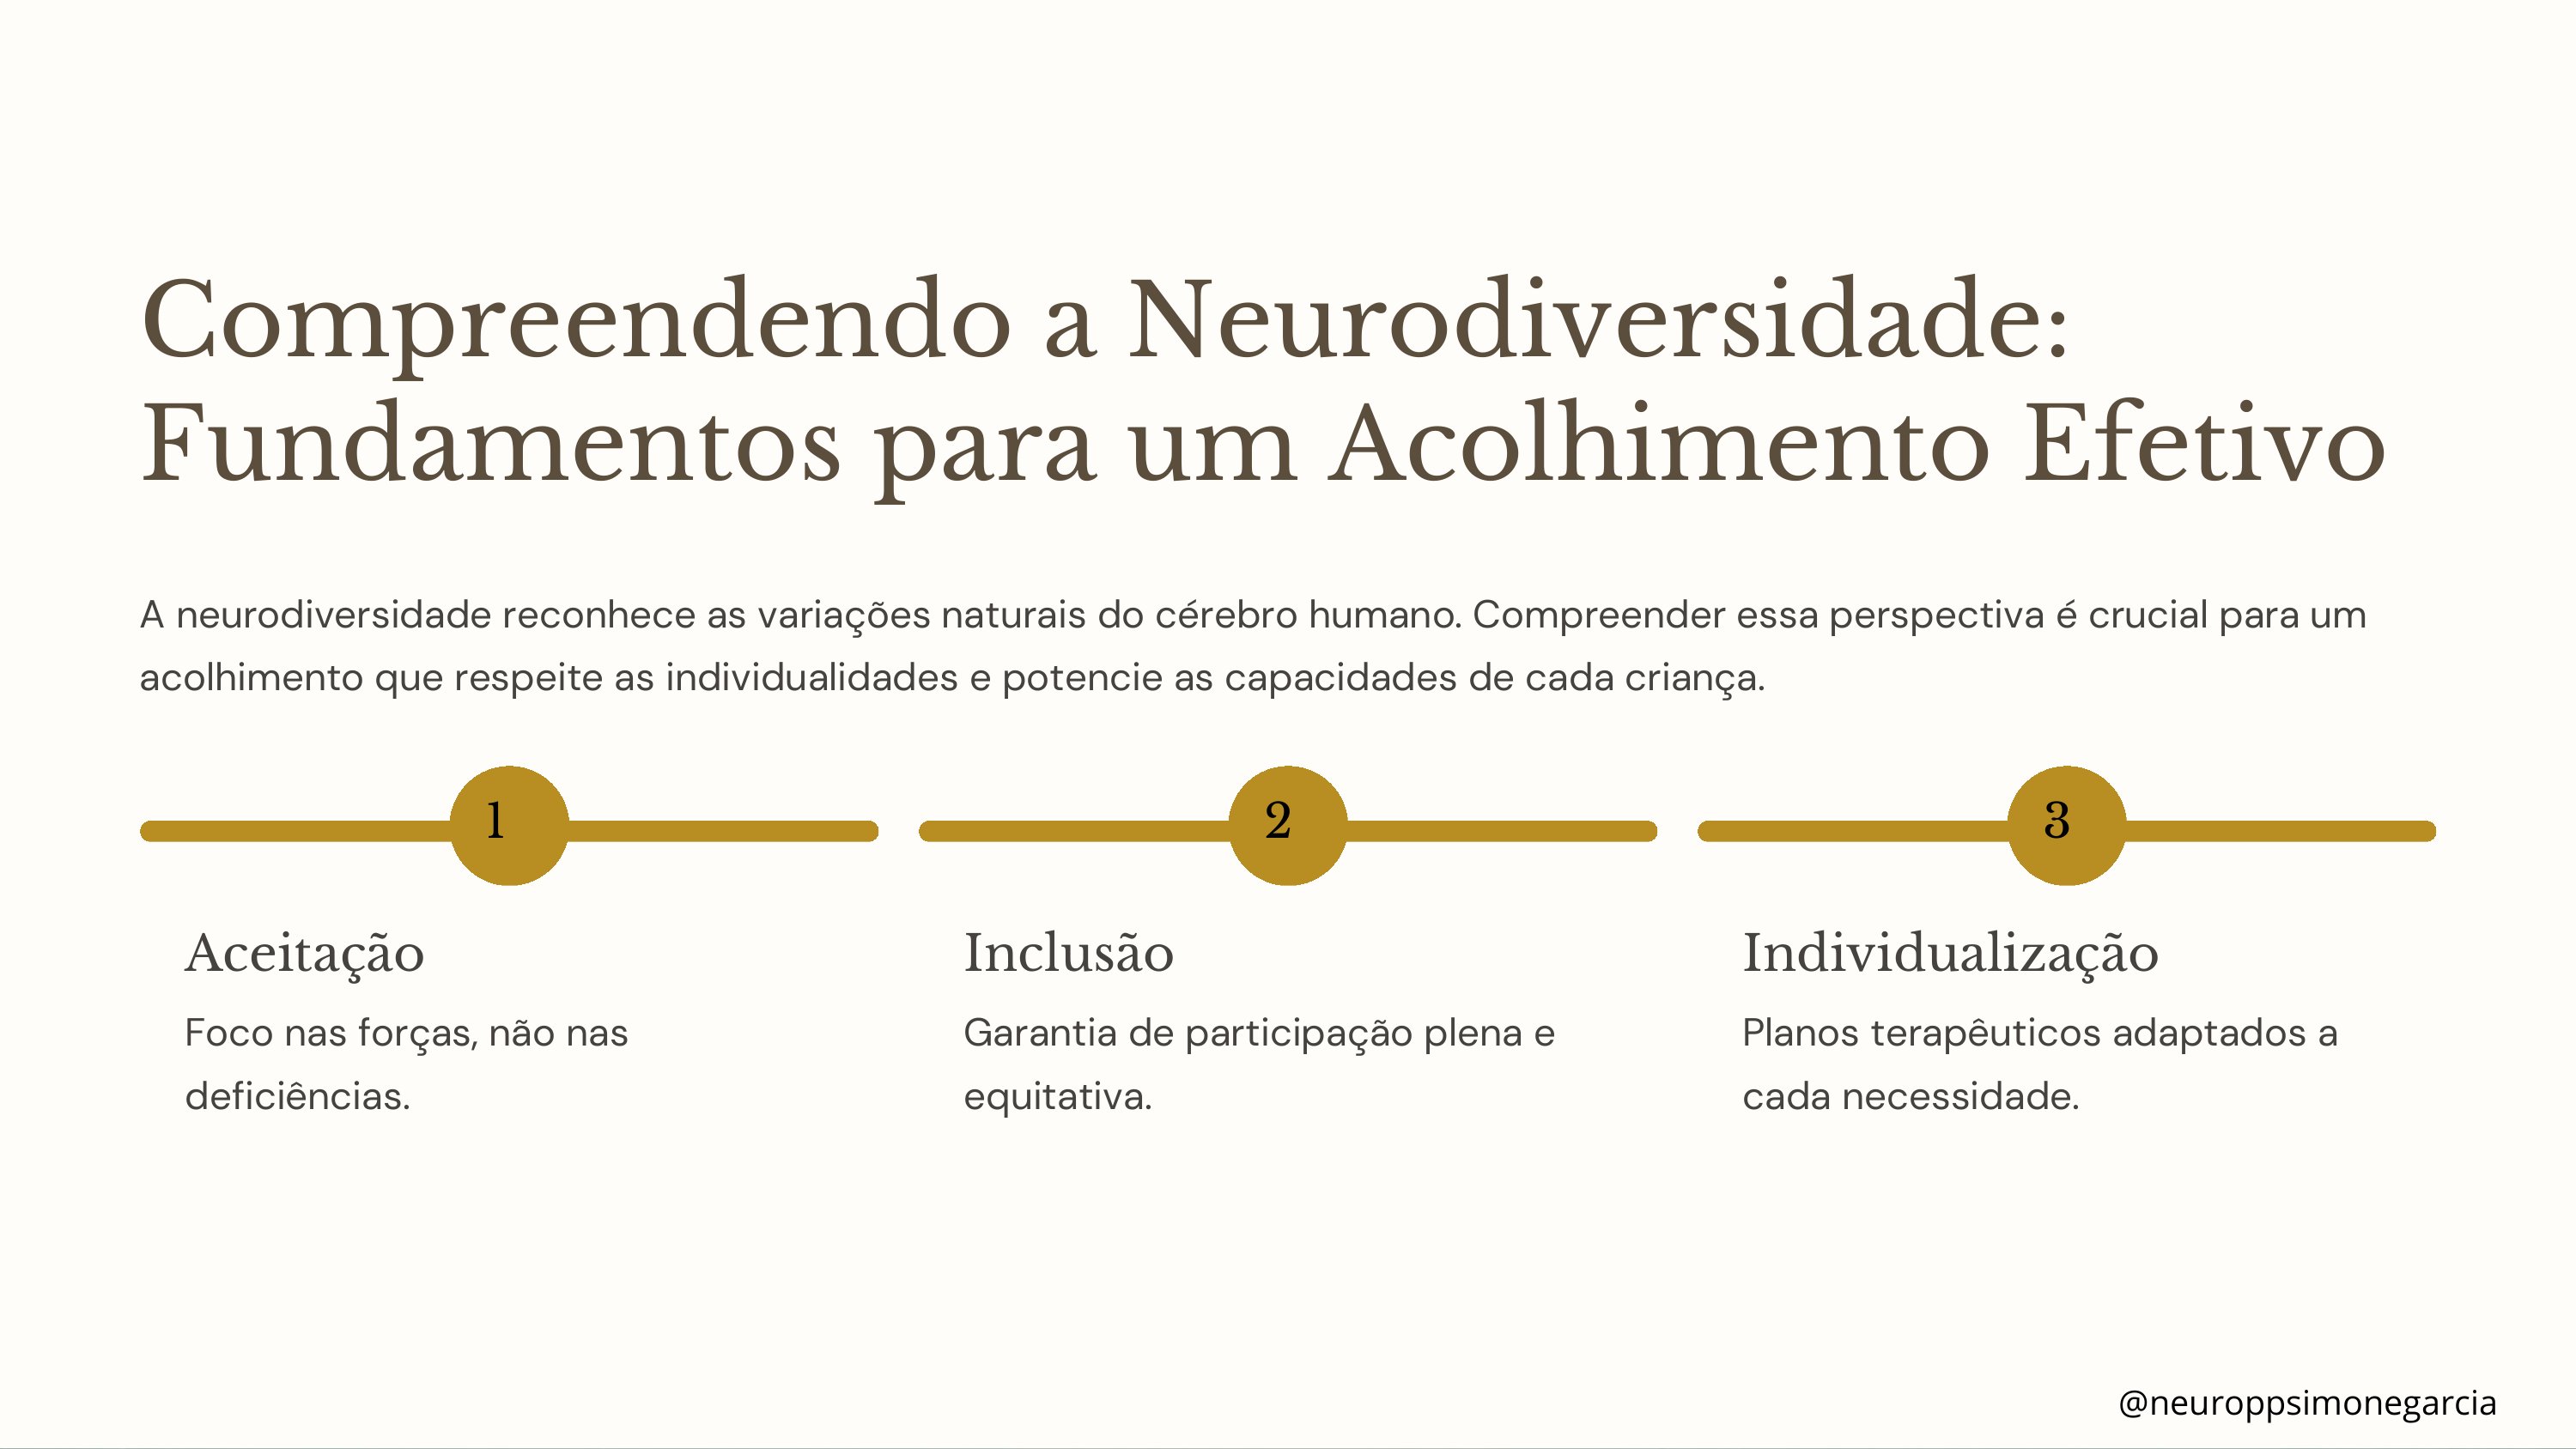 Compreendendo a Neurodiversidade:
Fundamentos para um Acolhimento Efetivo
A neurodiversidade reconhece as variações naturais do cérebro humano. Compreender essa perspectiva é crucial para um
acolhimento que respeite as individualidades e potencie as capacidades de cada criança.
1
Aceitação
Foco nas forças, não nas
deficiências.
2
Inclusão
Garantia de participação plena e
equitativa.
3
Individualização
Planos terapêuticos adaptados a
cada necessidade.
@neuroppsimonegarcia